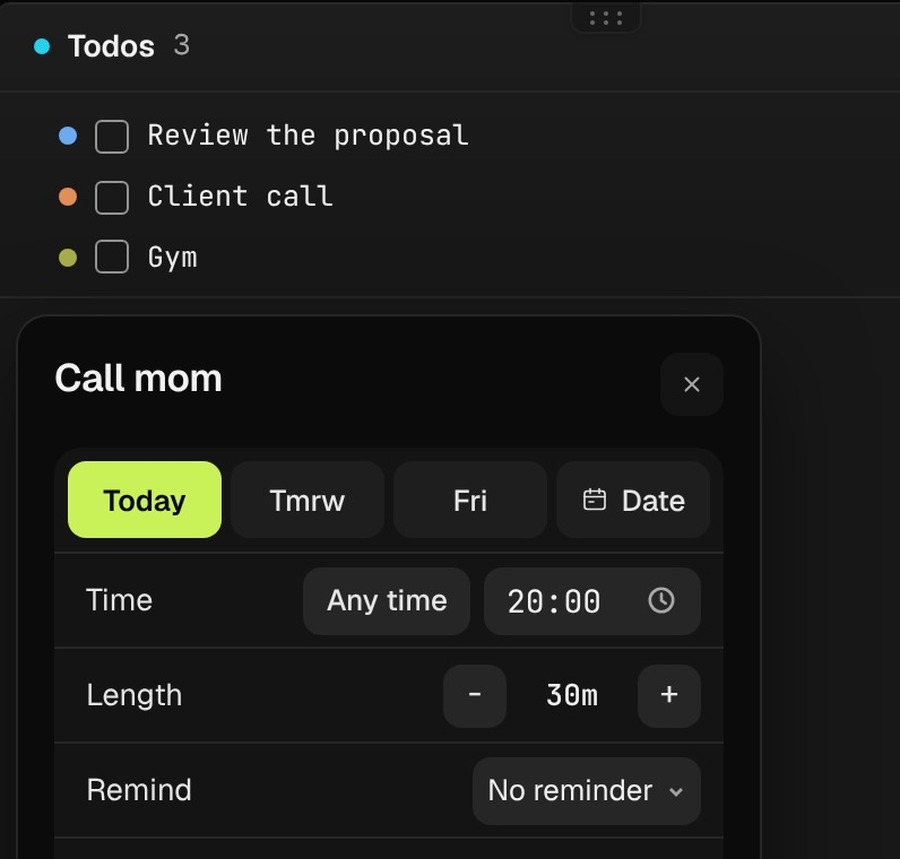 Todos 3
Review the proposal
Client call
Gym
Call mom
Today Tmrw Fri Date
Time Any time 20:00
Length - 30m +
Remind No reminder